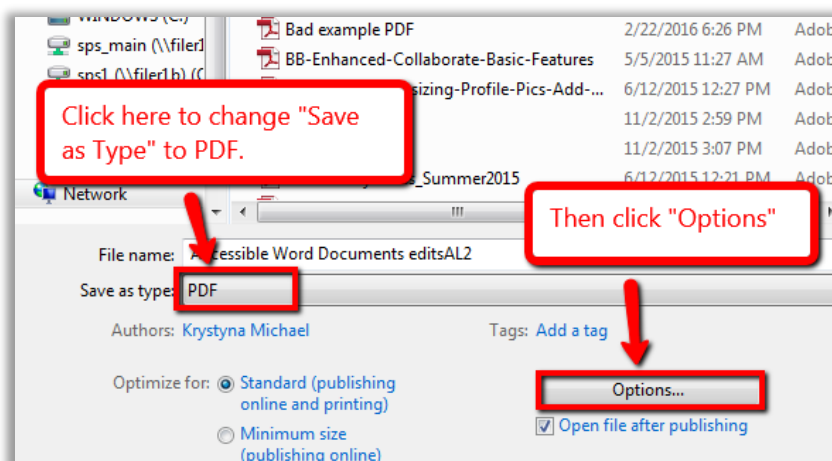 WINDOWS (C:)
sps_main (\\filer1
sps1 (\\filer1b) (
Network
Bad example PDF 2/22/2016 6:26 PM Adob
BB-Enhanced-Collaborate-Basic-Features 5/5/2015 11:27 AM Adob
sizing-Profile-Pics-Add-... 6/12/2015 12:27 PM Adob
11/2/2015 2:59 PM Adob
11/2/2015 3:07 PM Adob
s_Summer2015 6/12/2015 12:21 PM Adob
Click here to change "Save
as Type" to PDF.
Then click "Options"
File name: cessible Word Documents editsAL2
Save as type: PDF
Authors: Krystyna Michael
Tags: Add a tag
Optimize for: Standard (publishing
online and printing)
Minimum size
(publishing online)
Options...
Open file after publishing